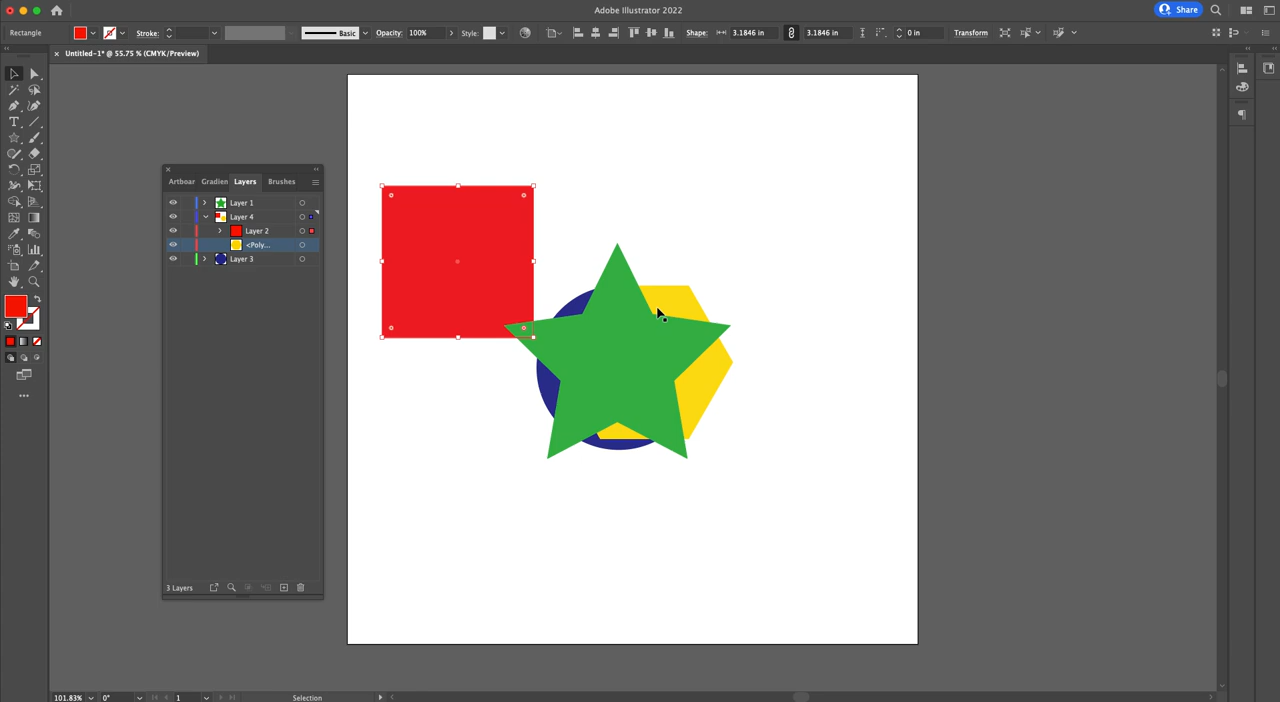 Adobe Illustrator 2022
Share
Rectangle
Stroke:
Basic
Opacity:
100%
Style:
Shape:
3.1846 in
3.1846 in
0 in
Transform
× Untitled-1* @ 55.75 % (CMYK/Preview)
Artboar
Gradien
Layers
Brushes
Layer 1
Layer 4
Layer 2
<Poly...
Layer 3
3 Layers
101.83%
0°
1
Selection